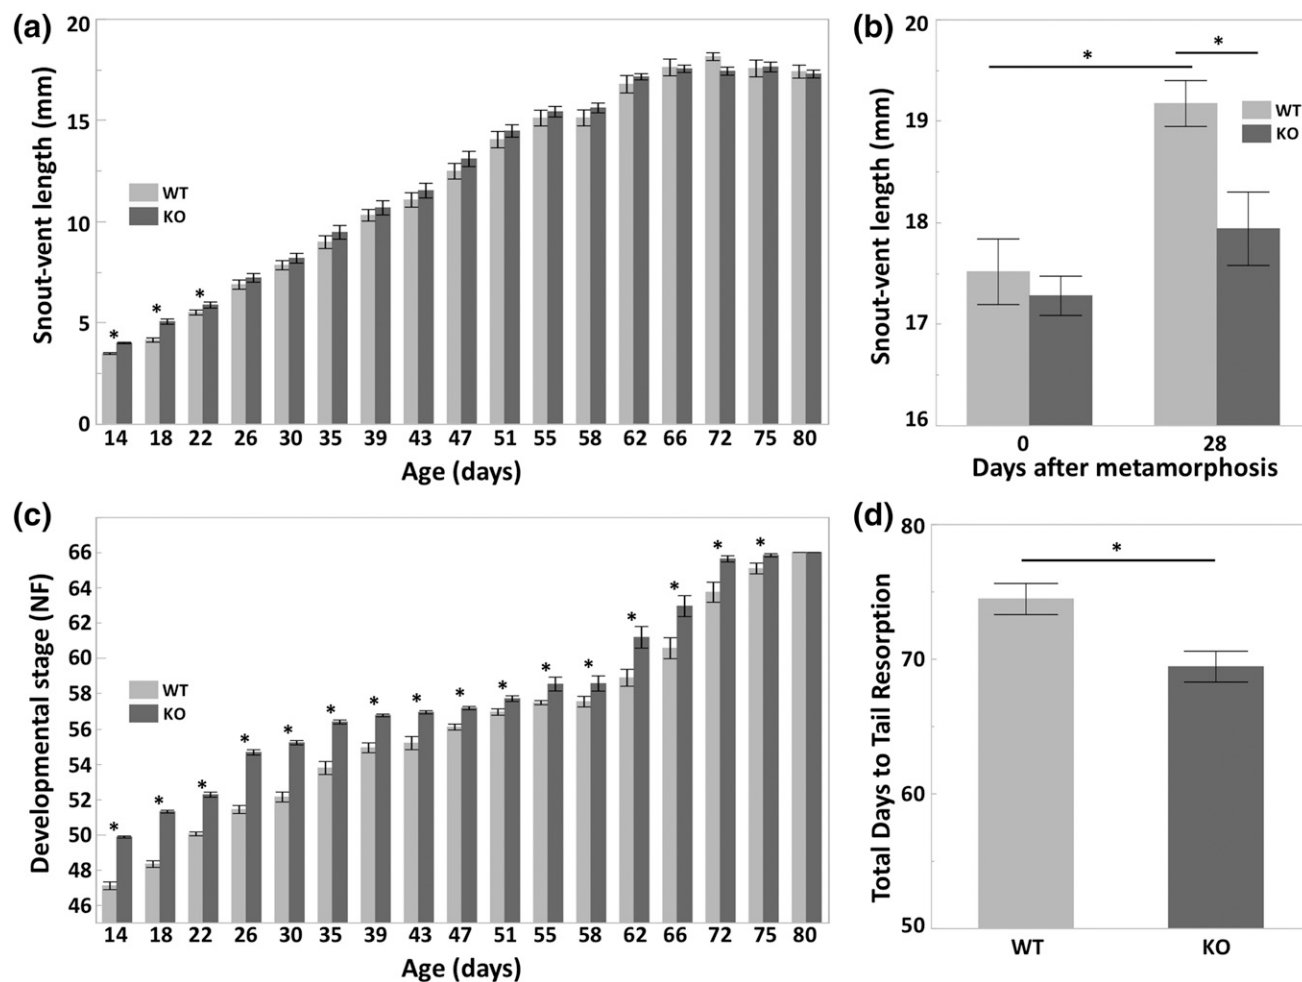 (a)
20
15
10
5
0
Snout-vent length (mm)
WT
KO
* * *
14 18 22 26 30 35 39 43 47 51 55 58 62 66 72 75 80
Age (days)
(b)
20
19
18
17
16
Snout-vent length (mm)
* *
WT
KO
0 28
Days after metamorphosis
(c)
66
64
62
60
58
56
54
52
50
48
46
Developmental stage (NF)
WT
KO
* * * * * * * * * * * * * * * *
14 18 22 26 30 35 39 43 47 51 55 58 62 66 72 75 80
Age (days)
(d)
80
70
60
50
Total Days to Tail Resorption
*
WT KO